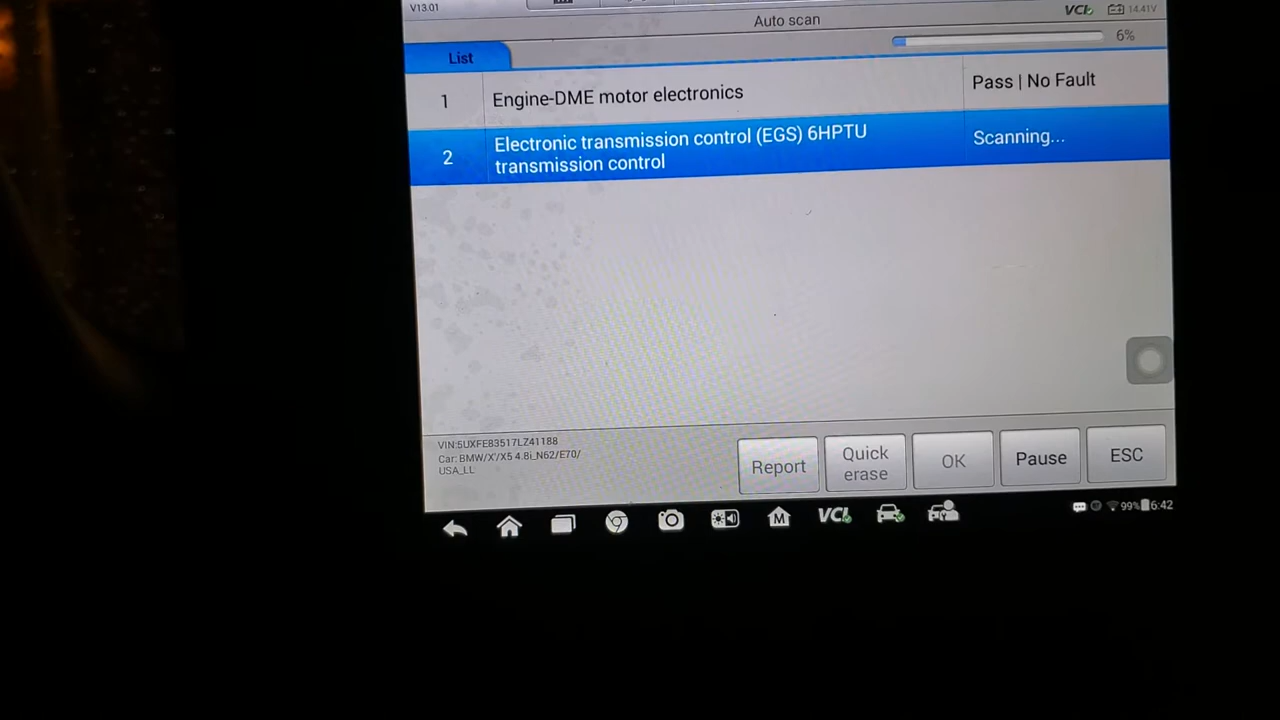 V13.01
Auto scan
VCI
14.41V
List
6%
1
Engine-DME motor electronics
Pass | No Fault
2
Electronic transmission control (EGS) 6HPTU
transmission control
Scanning...
VIN:5UXFE83517LZ41188
Car: BMW/X'/X5 4.8i_N62/E70/
USA_LL
Report
Quick
erase
OK
Pause
ESC
M
VCI
99%
6:42